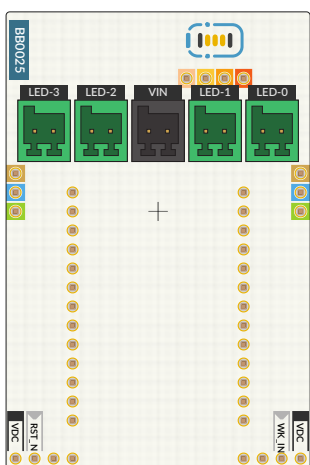 BB0025
LED-3
LED-2
VIN
LED-1
LED-0
VDC
RST_N
WK_IN
VDC